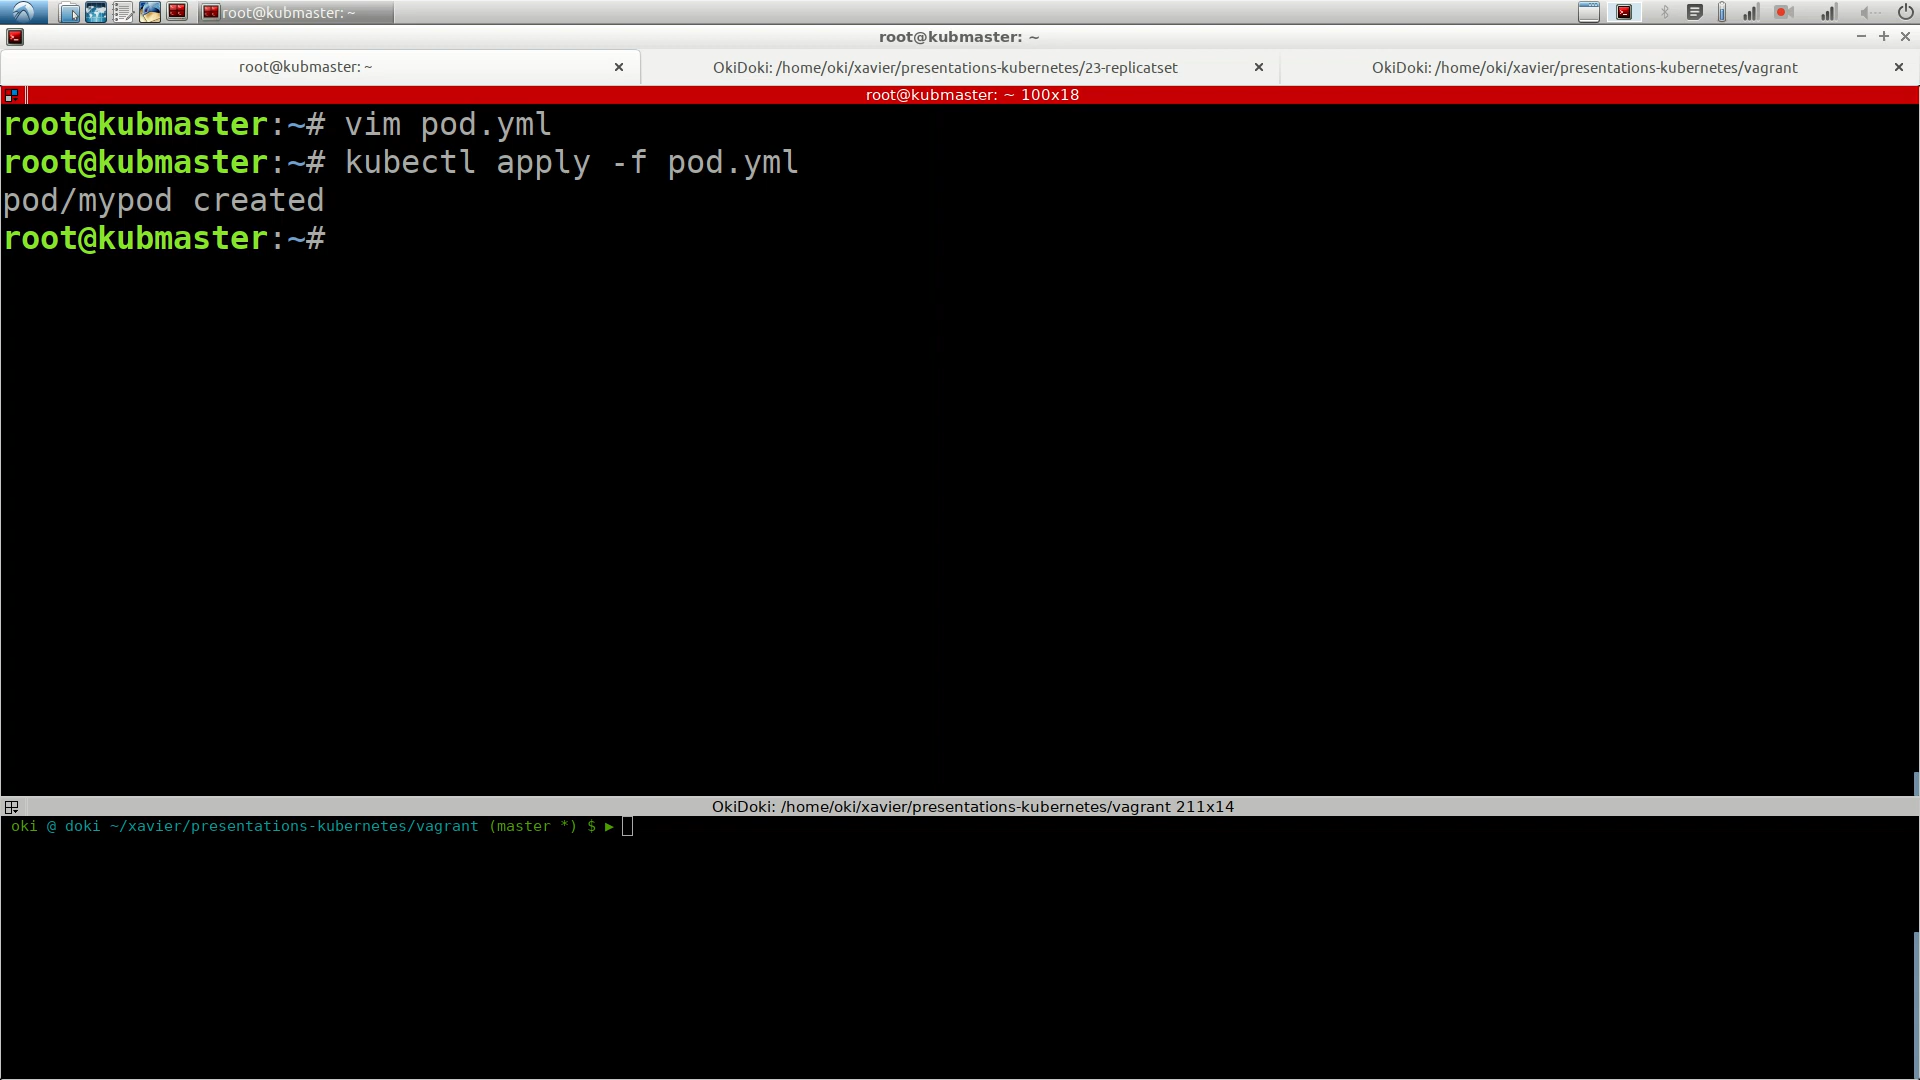 root@kubmaster: ~
root@kubmaster: ~
root@kubmaster: ~
OkiDoki: /home/oki/xavier/presentations-kubernetes/23-replicatset
OkiDoki: /home/oki/xavier/presentations-kubernetes/vagrant
root@kubmaster: ~ 100x18
root@kubmaster:~# vim pod.yml
root@kubmaster:~# kubectl apply -f pod.yml
pod/mypod created
root@kubmaster:~#
OkiDoki: /home/oki/xavier/presentations-kubernetes/vagrant 211x14
oki @ doki ~/xavier/presentations-kubernetes/vagrant (master *) $ ▶